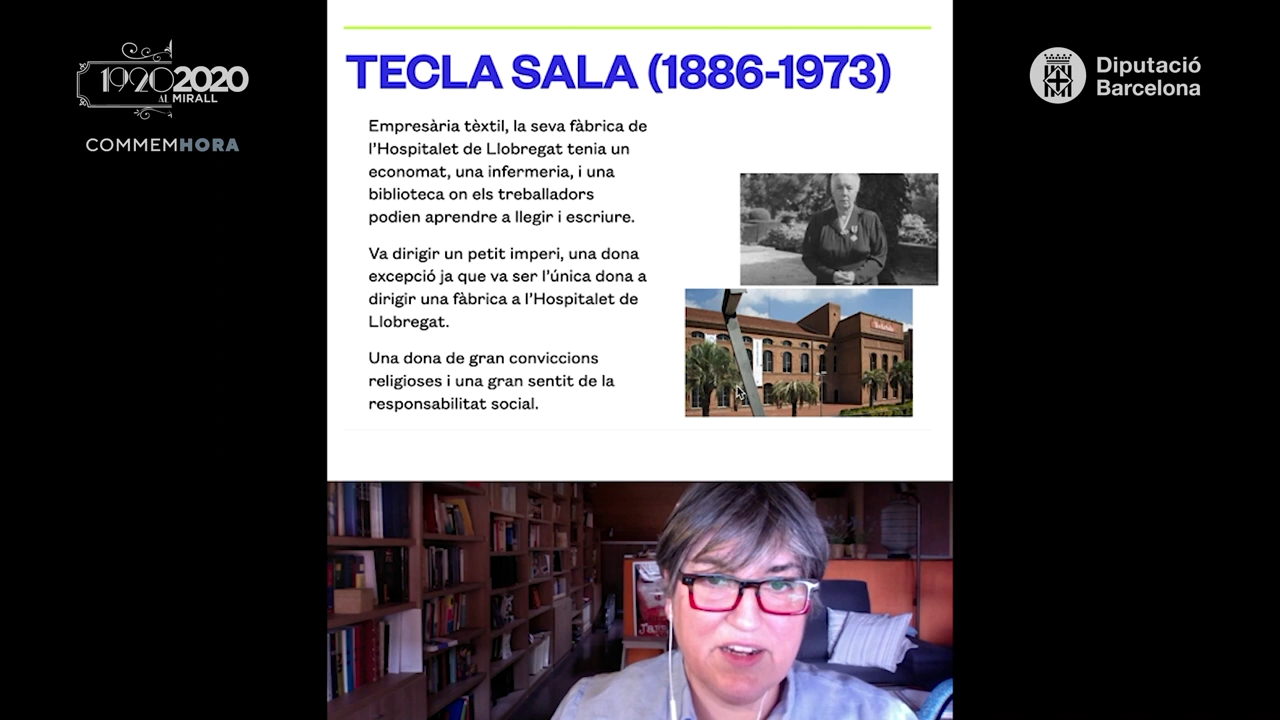 1920 2020
AL MIRALL
COMMEMHORA
Diputació
Barcelona
TECLA SALA (1886-1973)
Empresària tèxtil, la seva fàbrica de
l'Hospitalet de Llobregat tenia un
economat, una infermeria, i una
biblioteca on els treballadors
podien aprendre a llegir i escriure.
Va dirigir un petit imperi, una dona
excepció ja que va ser l'única dona a
dirigir una fàbrica a l'Hospitalet de
Llobregat.
Una dona de gran conviccions
religioses i una gran sentit de la
responsabilitat social.